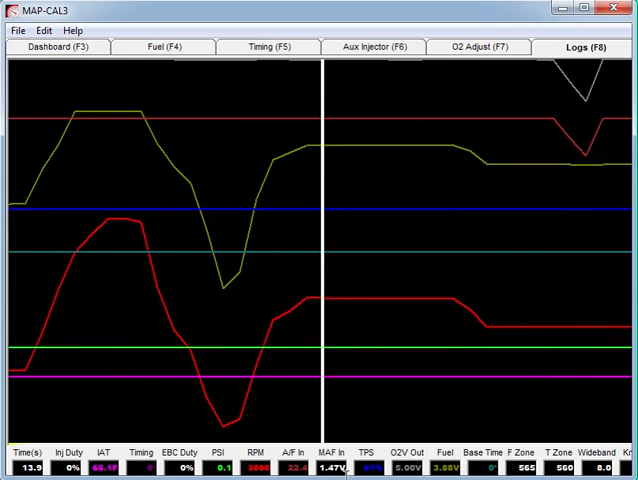 MAP-CAL3
File Edit Help
Dashboard (F3) Fuel (F4) Timing (F5) Aux Injector (F6) O2 Adjust (F7) Logs (F8)
Time(s) Inj Duty IAT Timing EBC Duty PSI RPM A/F In MAF In TPS O2V Out Fuel Base Time F Zone T Zone Wideband
13.9 0% 65.1F 0° 0% 0.1 3800 22.4 1.47V 5.00V 3.88V 0° 565 560 8.0